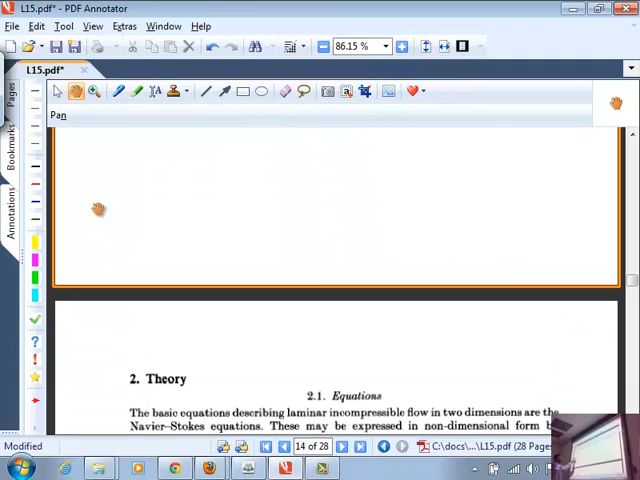 L15.pdf* - PDF Annotator
File Edit Tool View Extras Window Help
86.15 %
L15.pdf*
Pan
Pages
Bookmarks
Annotations
2. Theory
2.1. Equations
The basic equations describing laminar incompressible flow in two dimensions are the
Navier–Stokes equations. These may be expressed in non-dimensional form
Modified
14 of 28
C:\docs\...\L15.pdf (28 Pages